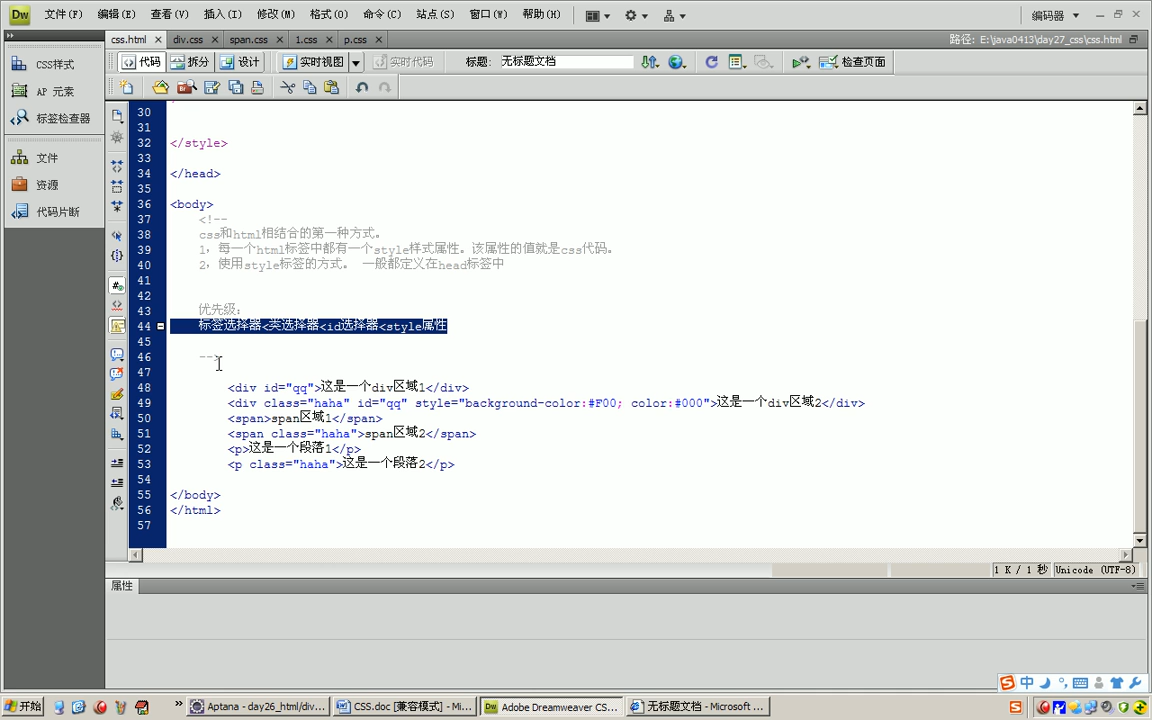 Dw 文件(F) 编辑(E) 查看(V) 插入(I) 修改(M) 格式(O) 命令(C) 站点(S) 窗口(W) 帮助(H) 编码器
css.html div.css span.css 1.css p.css 路径: E:\java0413\day27_css\css.html
代码 拆分 设计 实时视图 实时代码 标题: 无标题文档 检查页面
CSS样式
AP 元素
标签检查器
文件
资源
代码片断
30
31
32 </style>
33
34 </head>
35
36 <body>
37 <!--
38 css和html相结合的第一种方式。
39 1, 每一个html标签中都有一个style样式属性。该属性的值就是css代码。
40 2, 使用style标签的方式。 一般都定义在head标签中
41
42
43 优先级:
44 标签选择器<类选择器<id选择器<style属性
45
46 -->
47
48 <div id="qq">这是一个div区域1</div>
49 <div class="haha" id="qq" style="background-color:#F00; color:#000">这是一个div区域2</div>
50 <span>span区域1</span>
51 <span class="haha">span区域2</span>
52 <p>这是一个段落1</p>
53 <p class="haha">这是一个段落2</p>
54
55 </body>
56 </html>
57
1 K / 1 秒 Unicode (UTF-8)
属性
中
开始 Aptana - day26_html/div... CSS.doc [兼容模式] - Mi... Adobe Dreamweaver CS... 无标题文档 - Microsoft ...